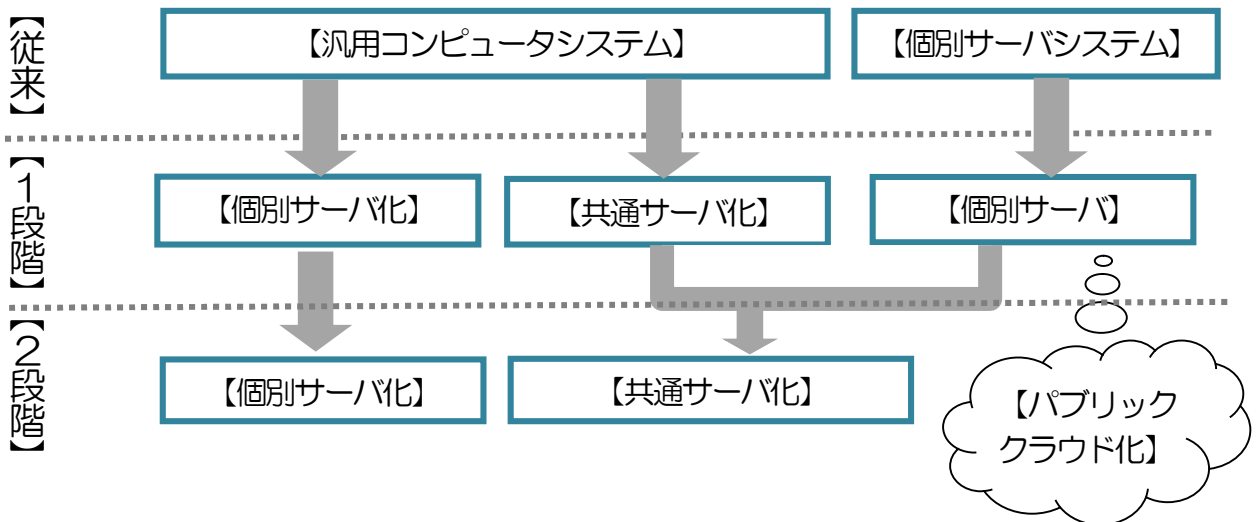 【従来】
【汎用コンピュータシステム】
【個別サーバシステム】
【1段階】
【個別サーバ化】
【共通サーバ化】
【個別サーバ】
【2段階】
【個別サーバ化】
【共通サーバ化】
【パブリック
クラウド化】